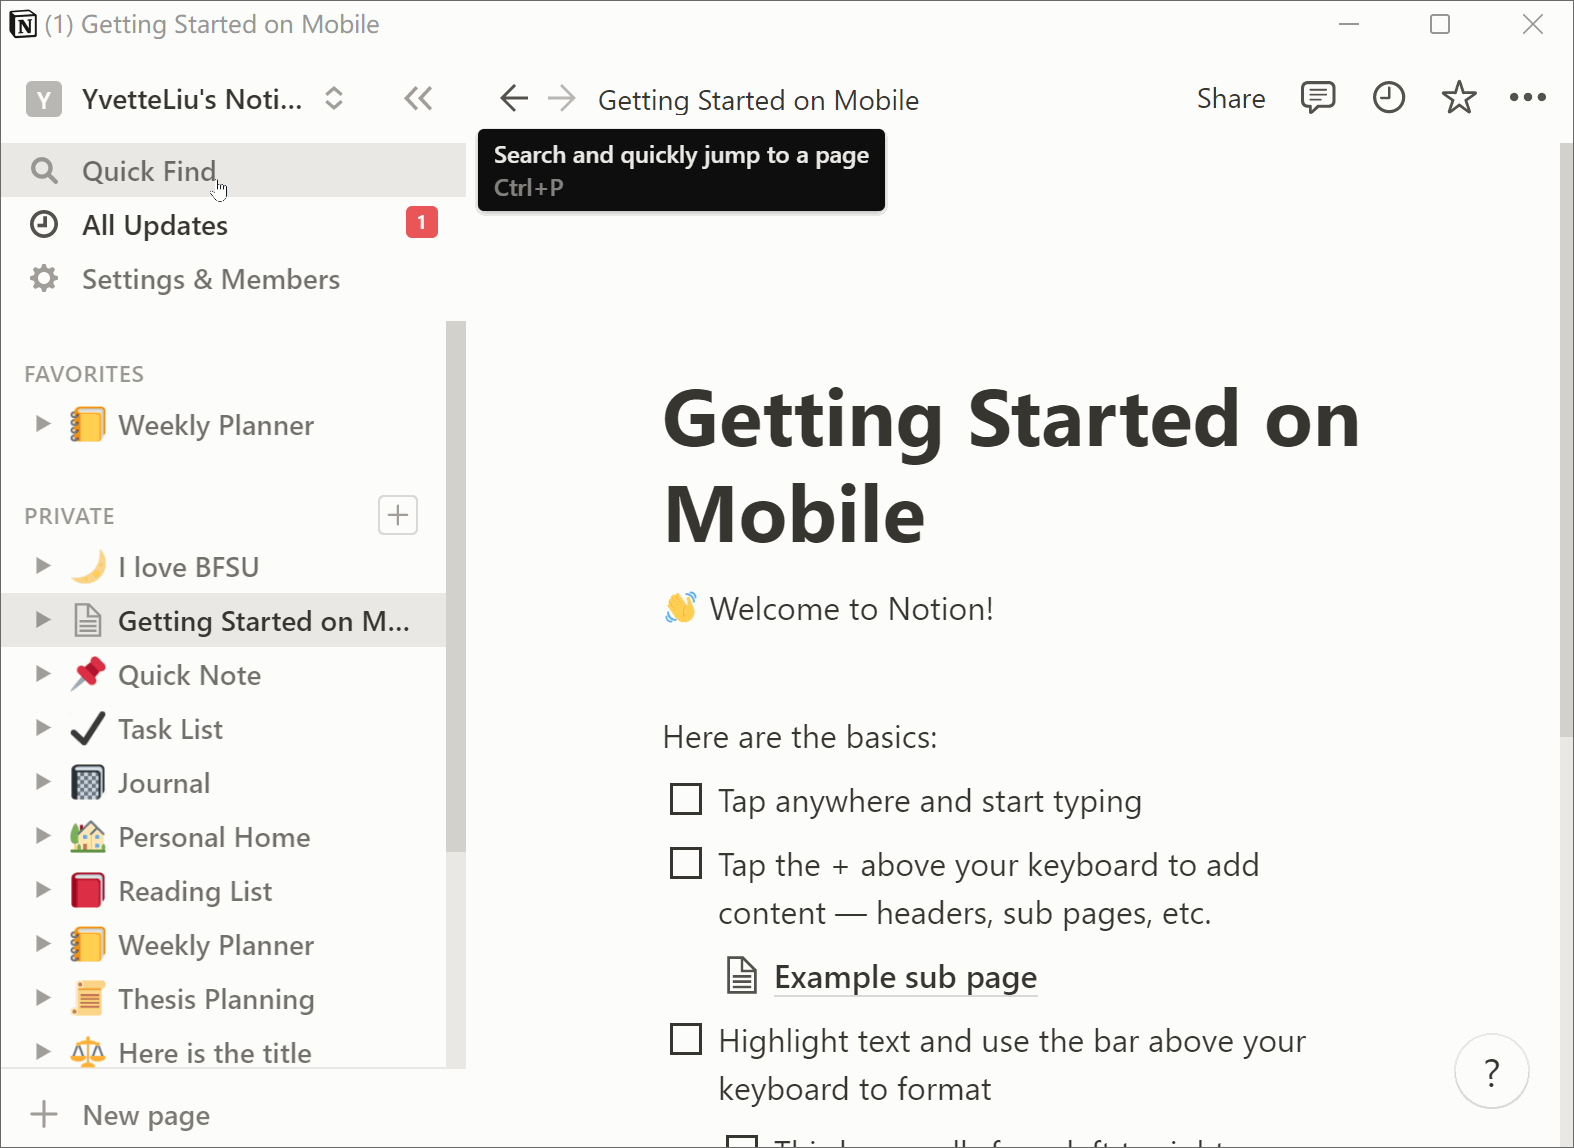 (1) Getting Started on Mobile
Y YvetteLiu's Noti...
Getting Started on Mobile
Share
Quick Find
Search and quickly jump to a page
Ctrl+P
All Updates
1
Settings & Members
FAVORITES
Weekly Planner
PRIVATE
I love BFSU
Getting Started on M...
Quick Note
Task List
Journal
Personal Home
Reading List
Weekly Planner
Thesis Planning
Here is the title
New page
Getting Started on
Mobile
👋 Welcome to Notion!
Here are the basics:
Tap anywhere and start typing
Tap the + above your keyboard to add
content — headers, sub pages, etc.
Example sub page
Highlight text and use the bar above your
keyboard to format
?